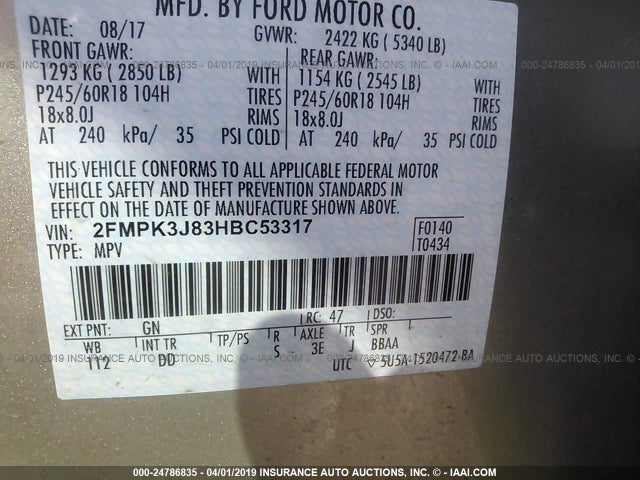 MFD. BY FORD MOTOR CO.
DATE: 08/17 GVWR: 2422 KG ( 5340 LB)
FRONT GAWR: REAR GAWR:
1293 KG ( 2850 LB) WITH 1154 KG ( 2545 LB) WITH
P245/60R18 104H TIRES P245/60R18 104H TIRES
18x8.0J RIMS 18x8.0J RIMS
AT 240 kPa/ 35 PSI COLD AT 240 kPa/ 35 PSI COLD
THIS VEHICLE CONFORMS TO ALL APPLICABLE FEDERAL MOTOR
VEHICLE SAFETY AND THEFT PREVENTION STANDARDS IN
EFFECT ON THE DATE OF MANUFACTURE SHOWN ABOVE.
VIN: 2FMPK3J83HBC53317 F0140
TYPE: MPV T0434
EXT PNT: GN RC: 47 DSO:
WB INT TR TP/PS R AXLE TR SPR
112 DD S 3E J BBAA
UTC 5U5A-1520472-BA
000-24786835 - 04/01/2019 INSURANCE AUTO AUCTIONS © - IAAI.COM